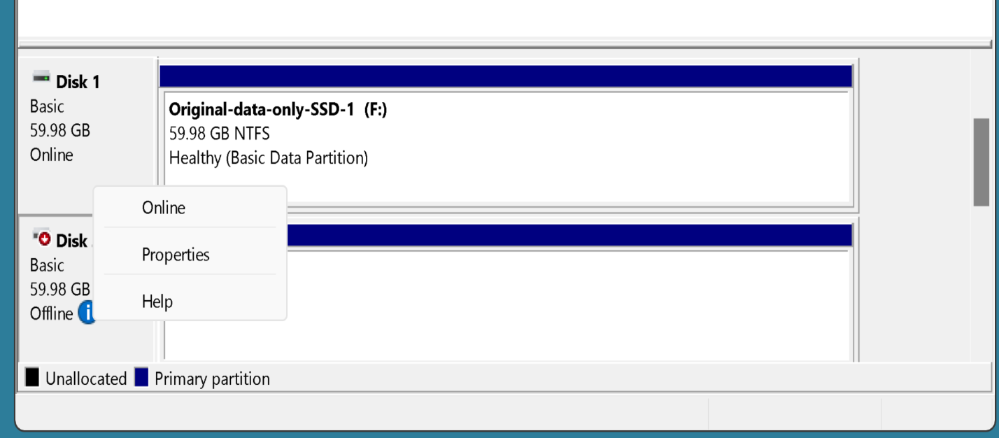 Disk 1
Basic
59.98 GB
Online
Original-data-only-SSD-1 (F:)
59.98 GB NTFS
Healthy (Basic Data Partition)
Online
Properties
Help
Disk
Basic
59.98 GB
Offline
Unallocated
Primary partition